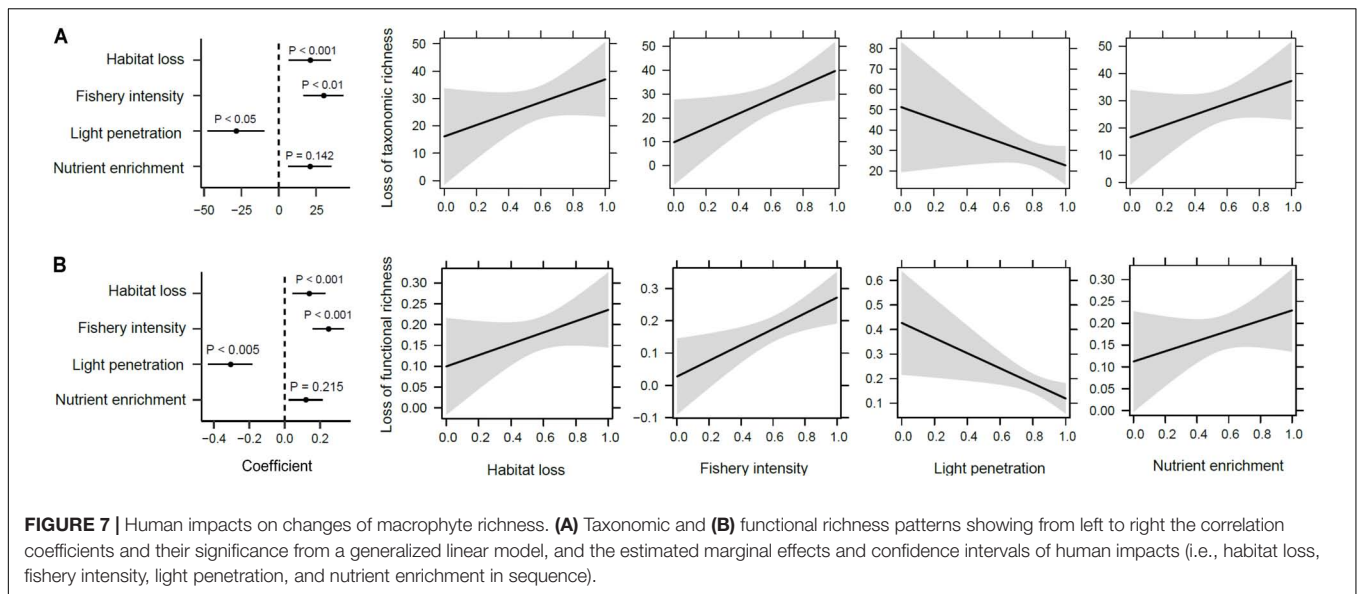 A
Habitat loss
Fishery intensity
Light penetration
Nutrient enrichment
P < 0.001
P < 0.01
P < 0.05
P = 0.142
−50 −25 0 25
Loss of taxonomic richness
50
40
30
20
10
0
0.0 0.2 0.4 0.6 0.8 1.0
50
40
30
20
10
0
0.0 0.2 0.4 0.6 0.8 1.0
80
70
60
50
40
30
20
0.0 0.2 0.4 0.6 0.8 1.0
50
40
30
20
10
0
0.0 0.2 0.4 0.6 0.8 1.0
B
Habitat loss
Fishery intensity
Light penetration
Nutrient enrichment
P < 0.001
P < 0.001
P < 0.005
P = 0.215
−0.4 −0.2 0.0 0.2
Coefficient
Loss of functional richness
0.30
0.25
0.20
0.15
0.10
0.05
0.00
0.0 0.2 0.4 0.6 0.8 1.0
Habitat loss
0.3
0.2
0.1
0.0
−0.1
0.0 0.2 0.4 0.6 0.8 1.0
Fishery intensity
0.6
0.5
0.4
0.3
0.2
0.1
0.0 0.2 0.4 0.6 0.8 1.0
Light penetration
0.30
0.25
0.20
0.15
0.10
0.05
0.00
0.0 0.2 0.4 0.6 0.8 1.0
Nutrient enrichment
FIGURE 7 | Human impacts on changes of macrophyte richness. (A) Taxonomic and (B) functional richness patterns showing from left to right the correlation
coefficients and their significance from a generalized linear model, and the estimated marginal effects and confidence intervals of human impacts (i.e., habitat loss,
fishery intensity, light penetration, and nutrient enrichment in sequence).